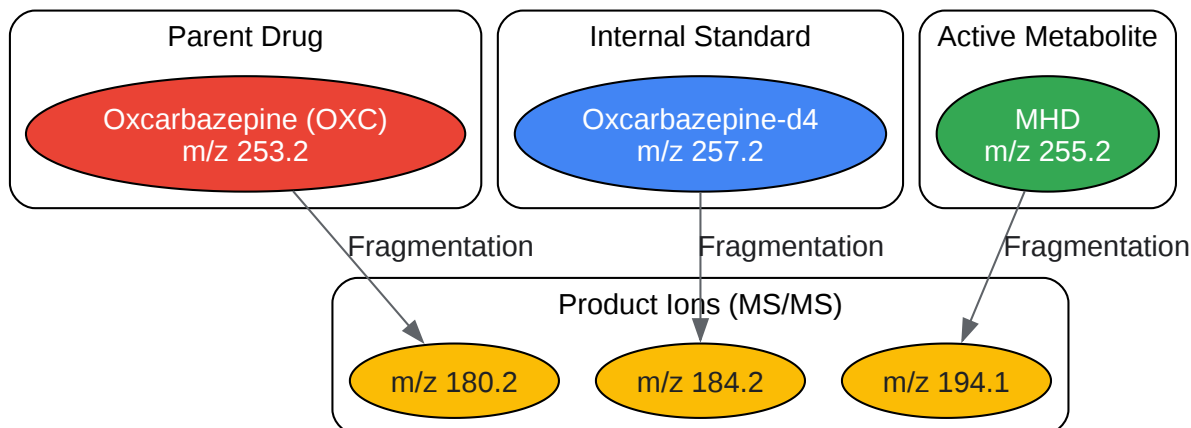 Parent Drug
Internal Standard
Active Metabolite
Oxcarbazepine (OXC)
m/z 253.2
Oxcarbazepine-d4
m/z 257.2
MHD
m/z 255.2
Fragmentation
Fragmentation
Fragmentation
Product Ions (MS/MS)
m/z 180.2
m/z 184.2
m/z 194.1